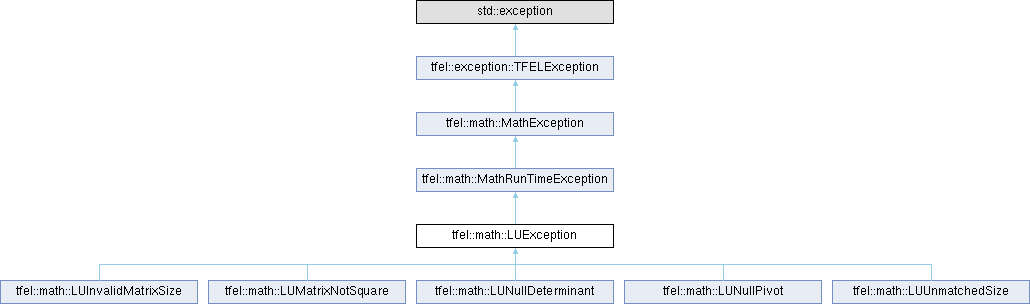 std::exception
tfel::exception::TFELException
tfel::math::MathException
tfel::math::MathRunTimeException
tfel::math::LUException
tfel::math::LUInvalidMatrixSize
tfel::math::LUMatrixNotSquare
tfel::math::LUNullDeterminant
tfel::math::LUNullPivot
tfel::math::LUUnmatchedSize